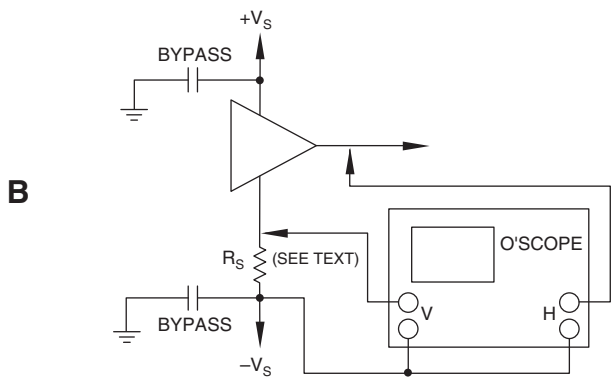 +VS
BYPASS
B
O'SCOPE
RS (SEE TEXT)
V
H
BYPASS
–VS